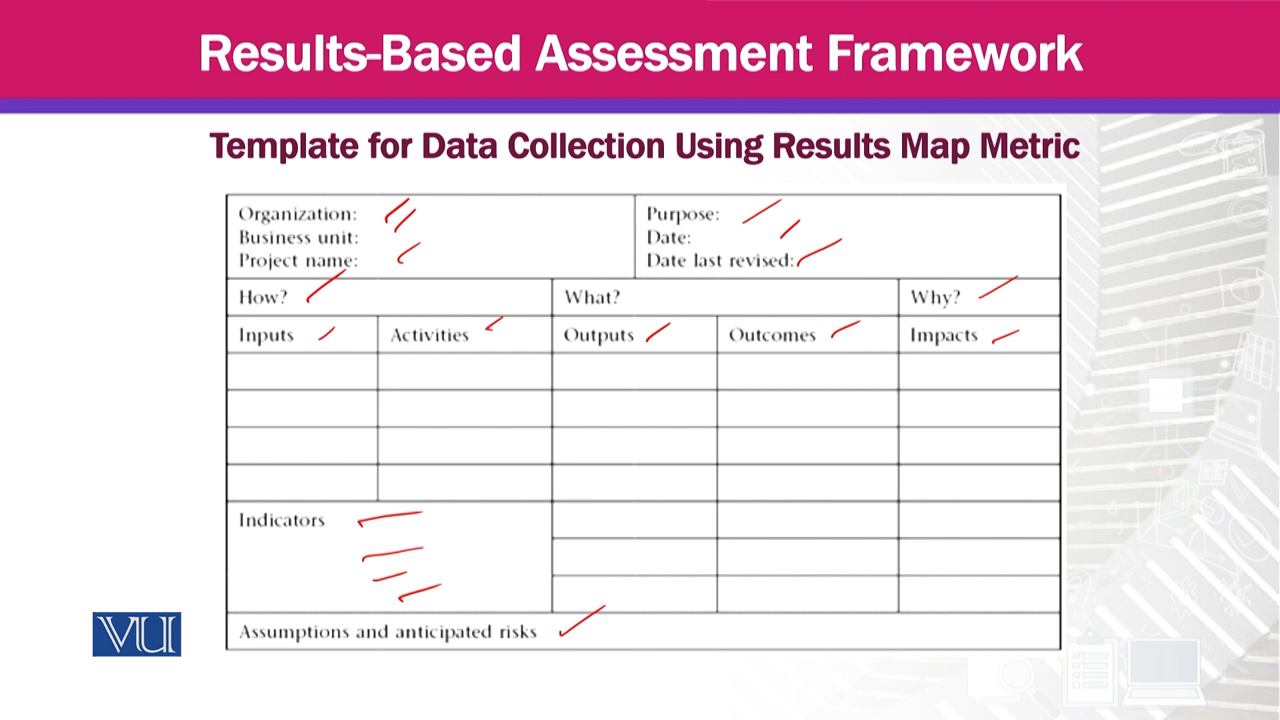 Results-Based Assessment Framework
Template for Data Collection Using Results Map Metric
Organization:
Business unit:
Project name:
Purpose:
Date:
Date last revised:
How?
What?
Why?
Inputs
Activities
Outputs
Outcomes
Impacts
Indicators
Assumptions and anticipated risks
VU